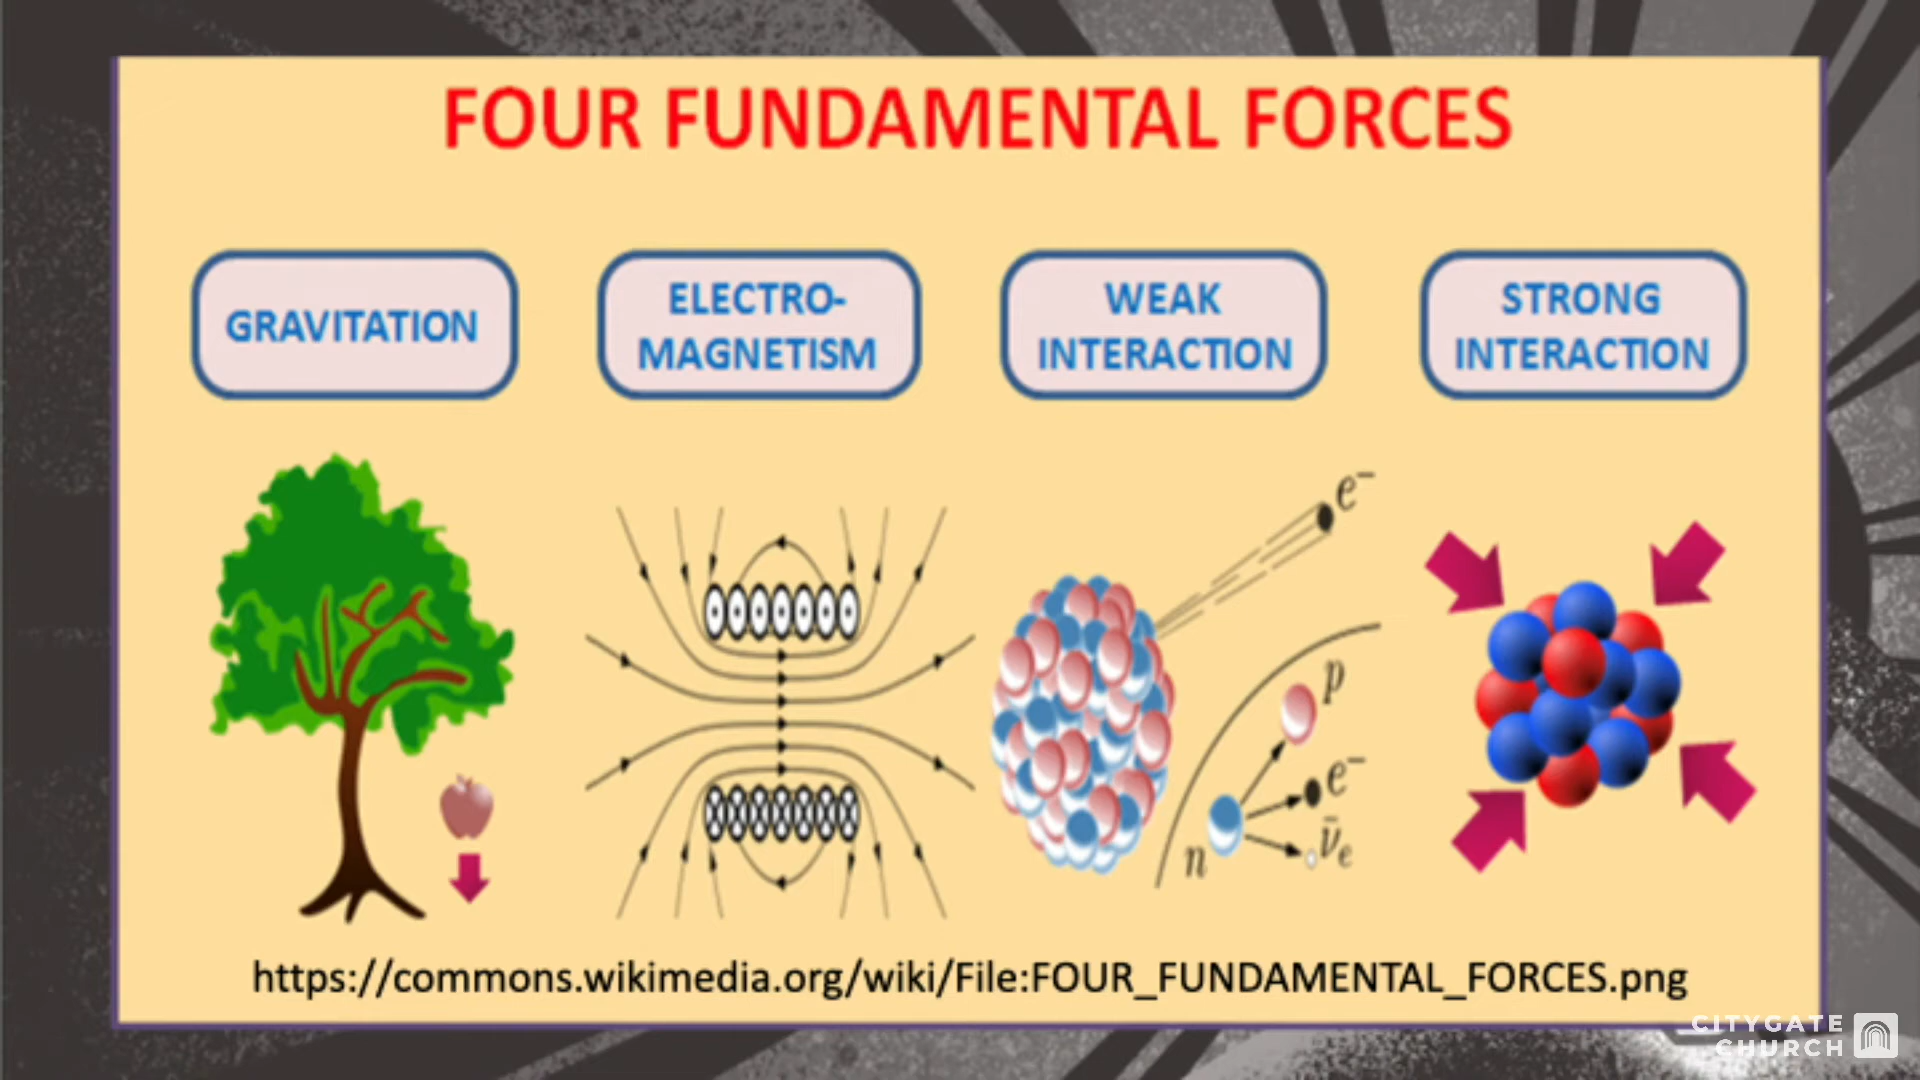 FOUR FUNDAMENTAL FORCES
GRAVITATION
ELECTRO-
MAGNETISM
WEAK
INTERACTION
STRONG
INTERACTION
e⁻
p
e⁻
n
ν̄ₑ
https://commons.wikimedia.org/wiki/File:FOUR_FUNDAMENTAL_FORCES.png
CITYGATE
CHURCH